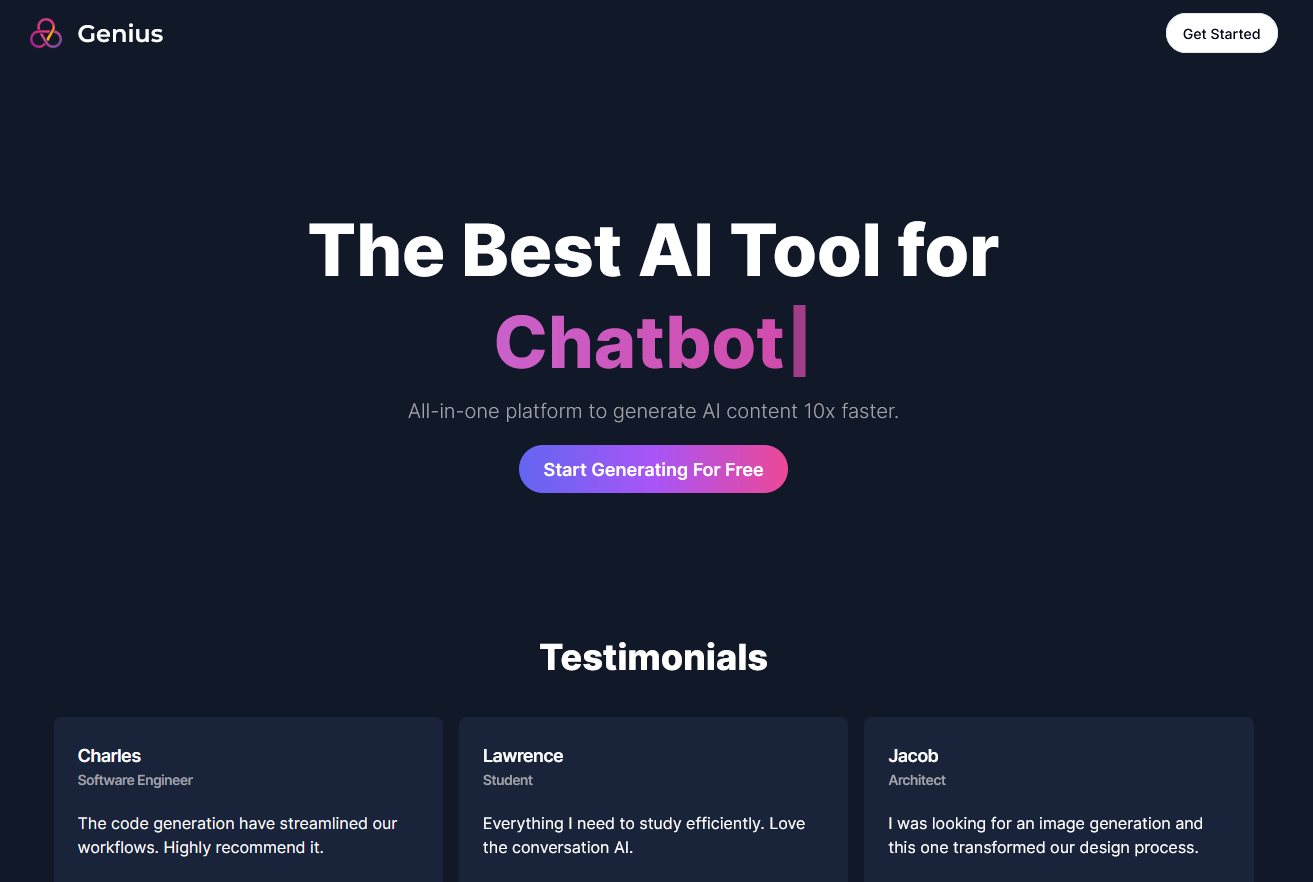 Genius
Get Started
The Best AI Tool for
Chatbot
All-in-one platform to generate AI content 10x faster.
Start Generating For Free
Testimonials
Charles
Software Engineer
The code generation have streamlined our
workflows. Highly recommend it.
Lawrence
Student
Everything I need to study efficiently. Love
the conversation AI.
Jacob
Architect
I was looking for an image generation and
this one transformed our design process.